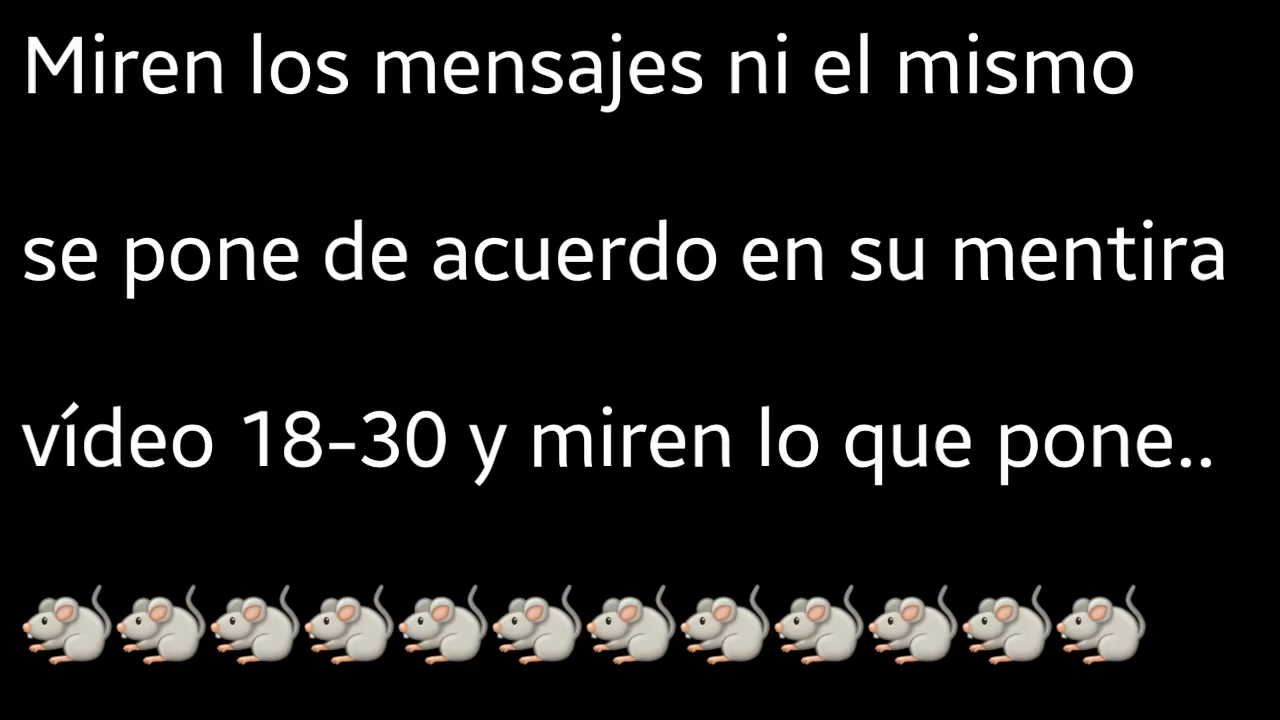 Miren los mensajes ni el mismo
se pone de acuerdo en su mentira
vídeo 18-30 y miren lo que pone..
🐁🐁🐁🐁🐁🐁🐁🐁🐁🐁🐁🐁